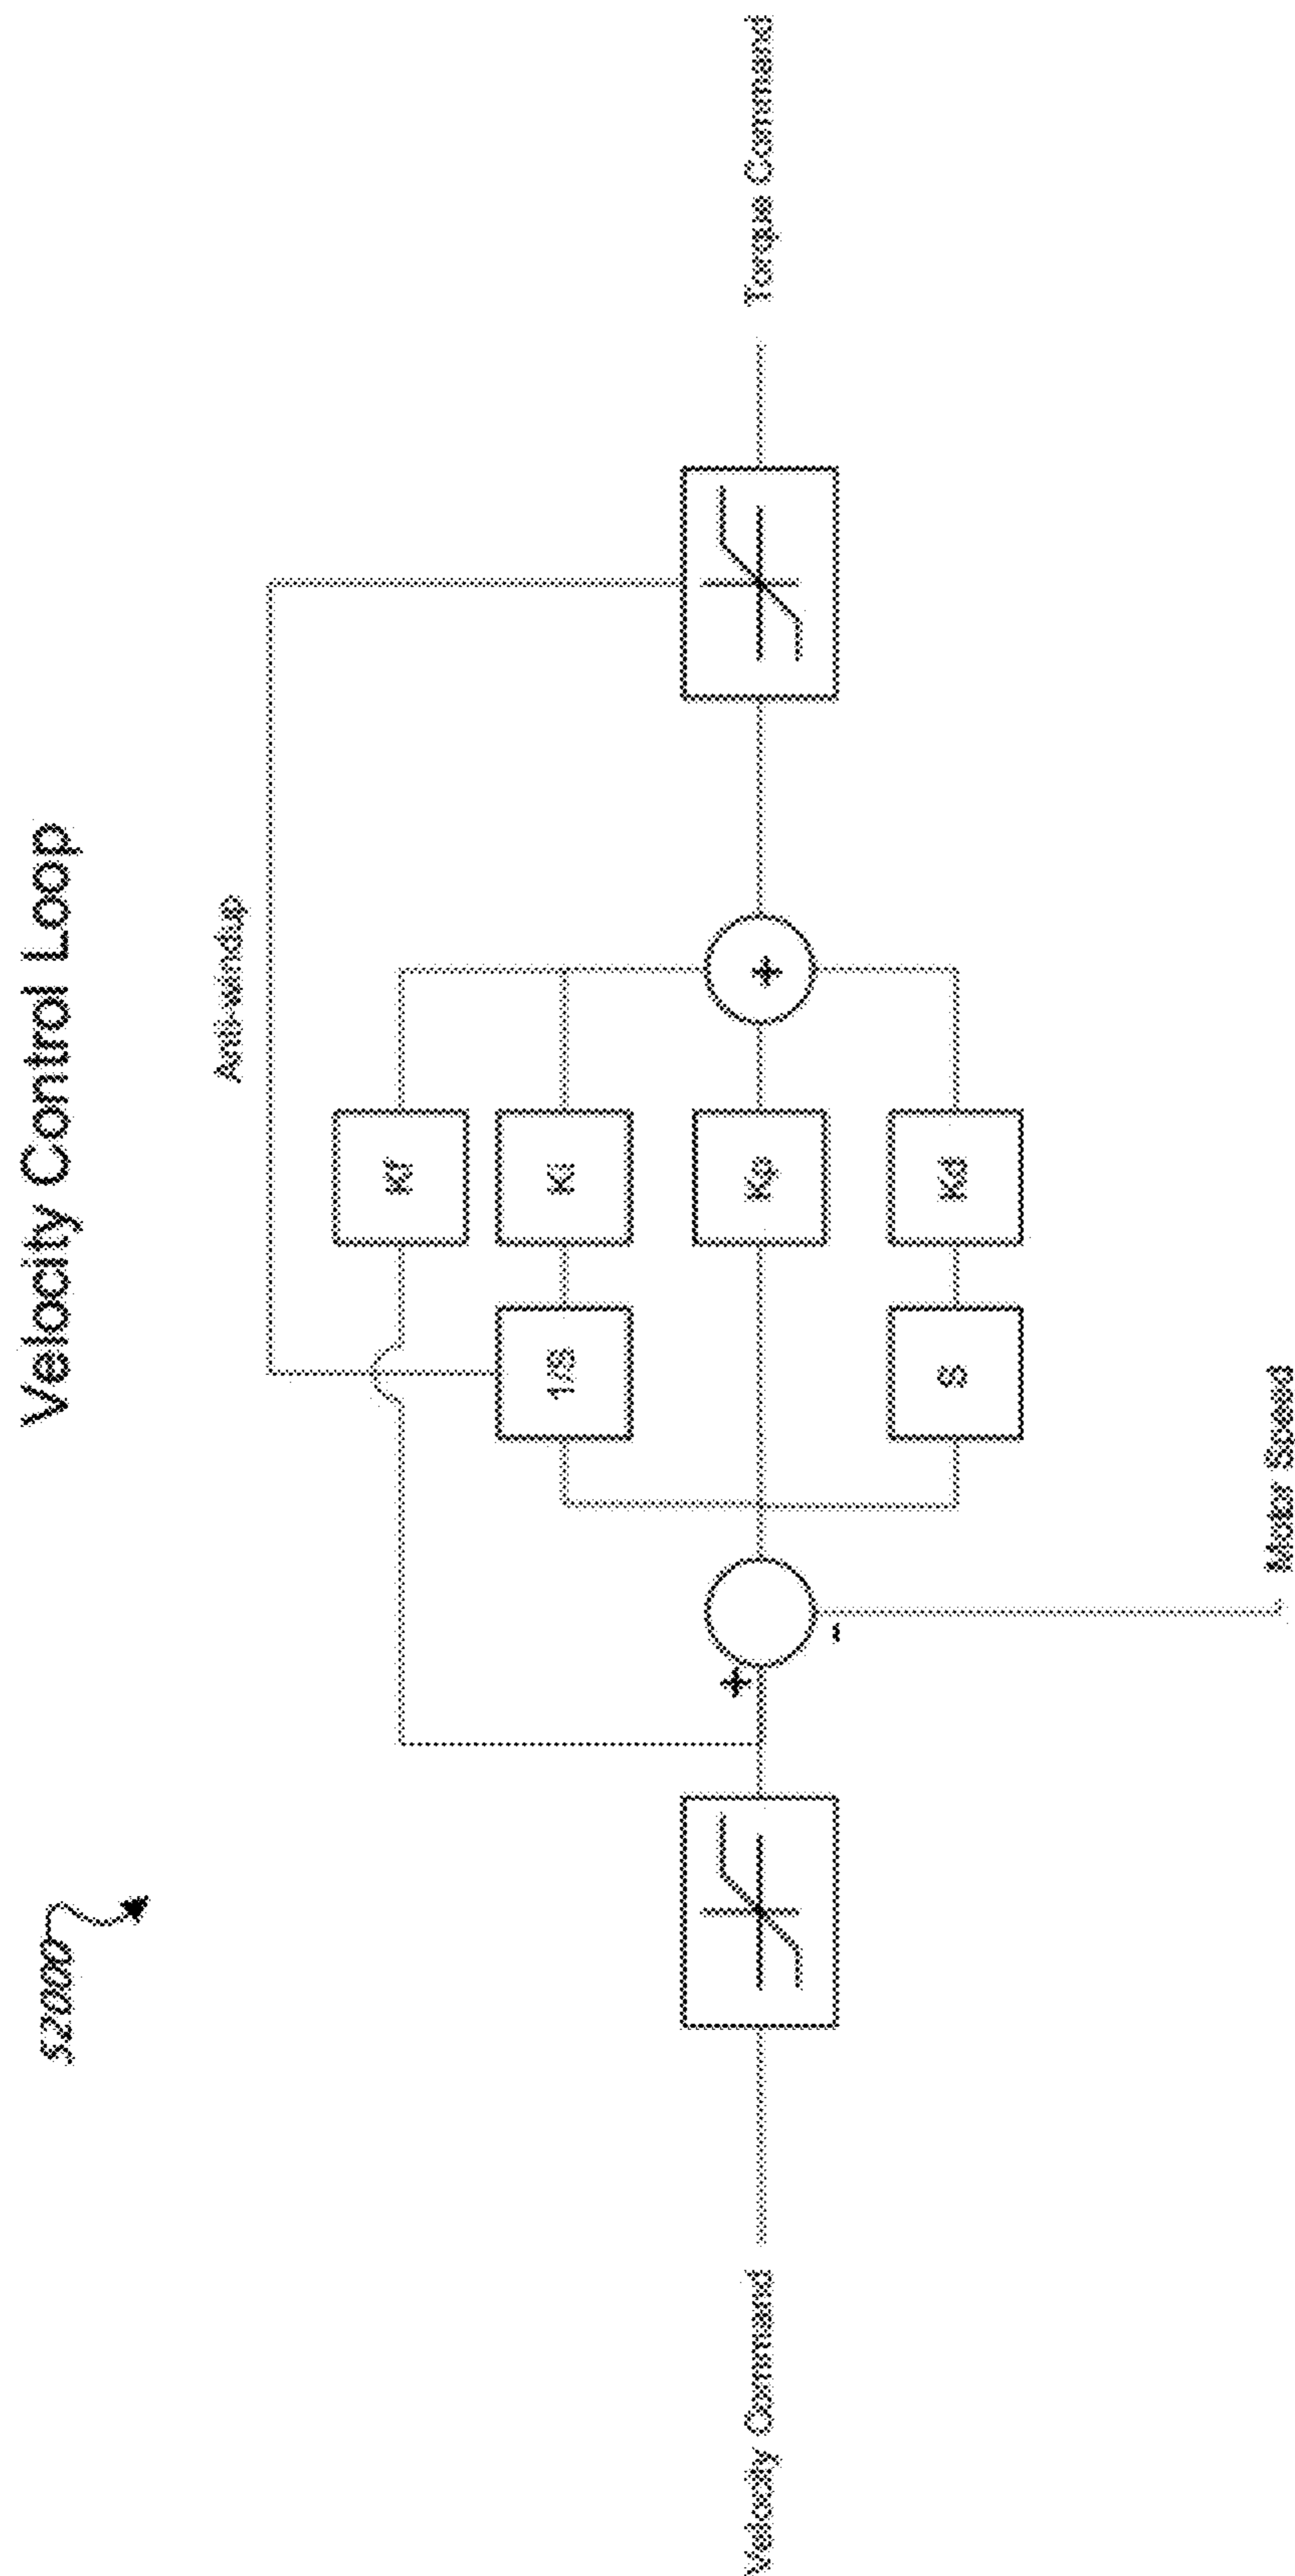 52000
Velocity Control Loop
Anti-windup
Kf
1/S
Ki
Velocity Command
+
-
Kp
+
Torque Command
S
Kd
Motor Speed